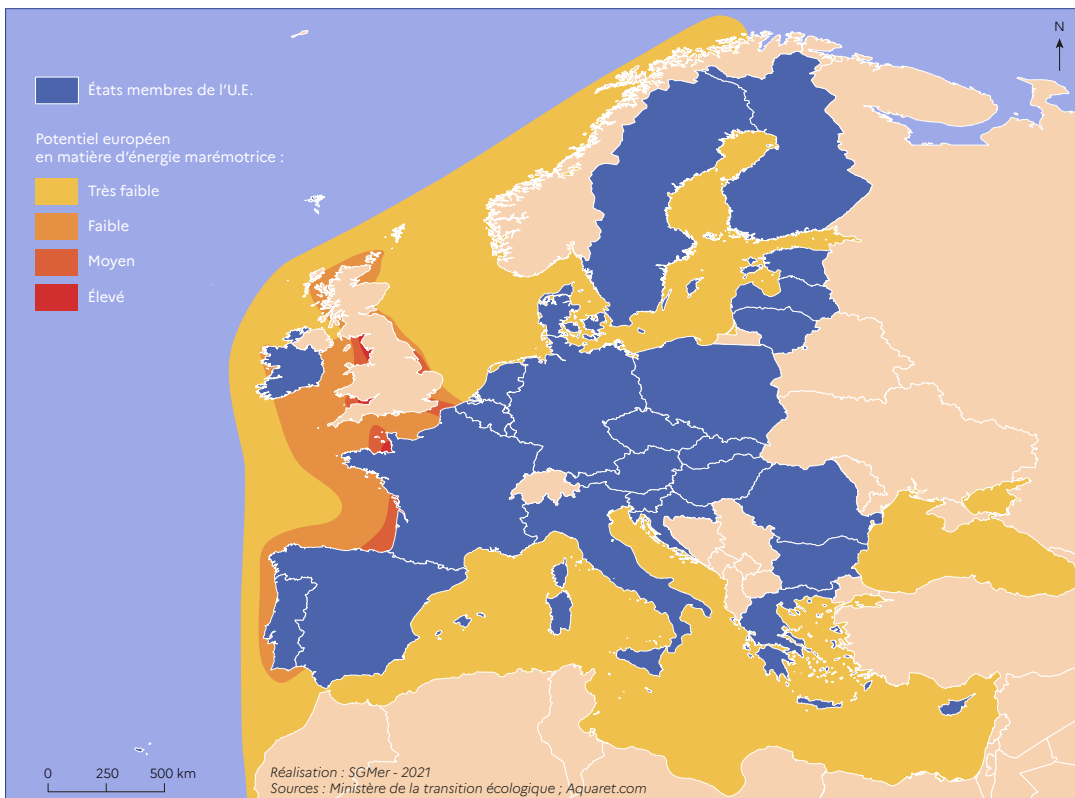 N
États membres de l'U.E.
Potentiel européen
en matière d'énergie marémotrice :
Très faible
Faible
Moyen
Élevé
0 250 500 km
Réalisation : SGMer - 2021
Sources : Ministère de la transition écologique ; Aquaret.com